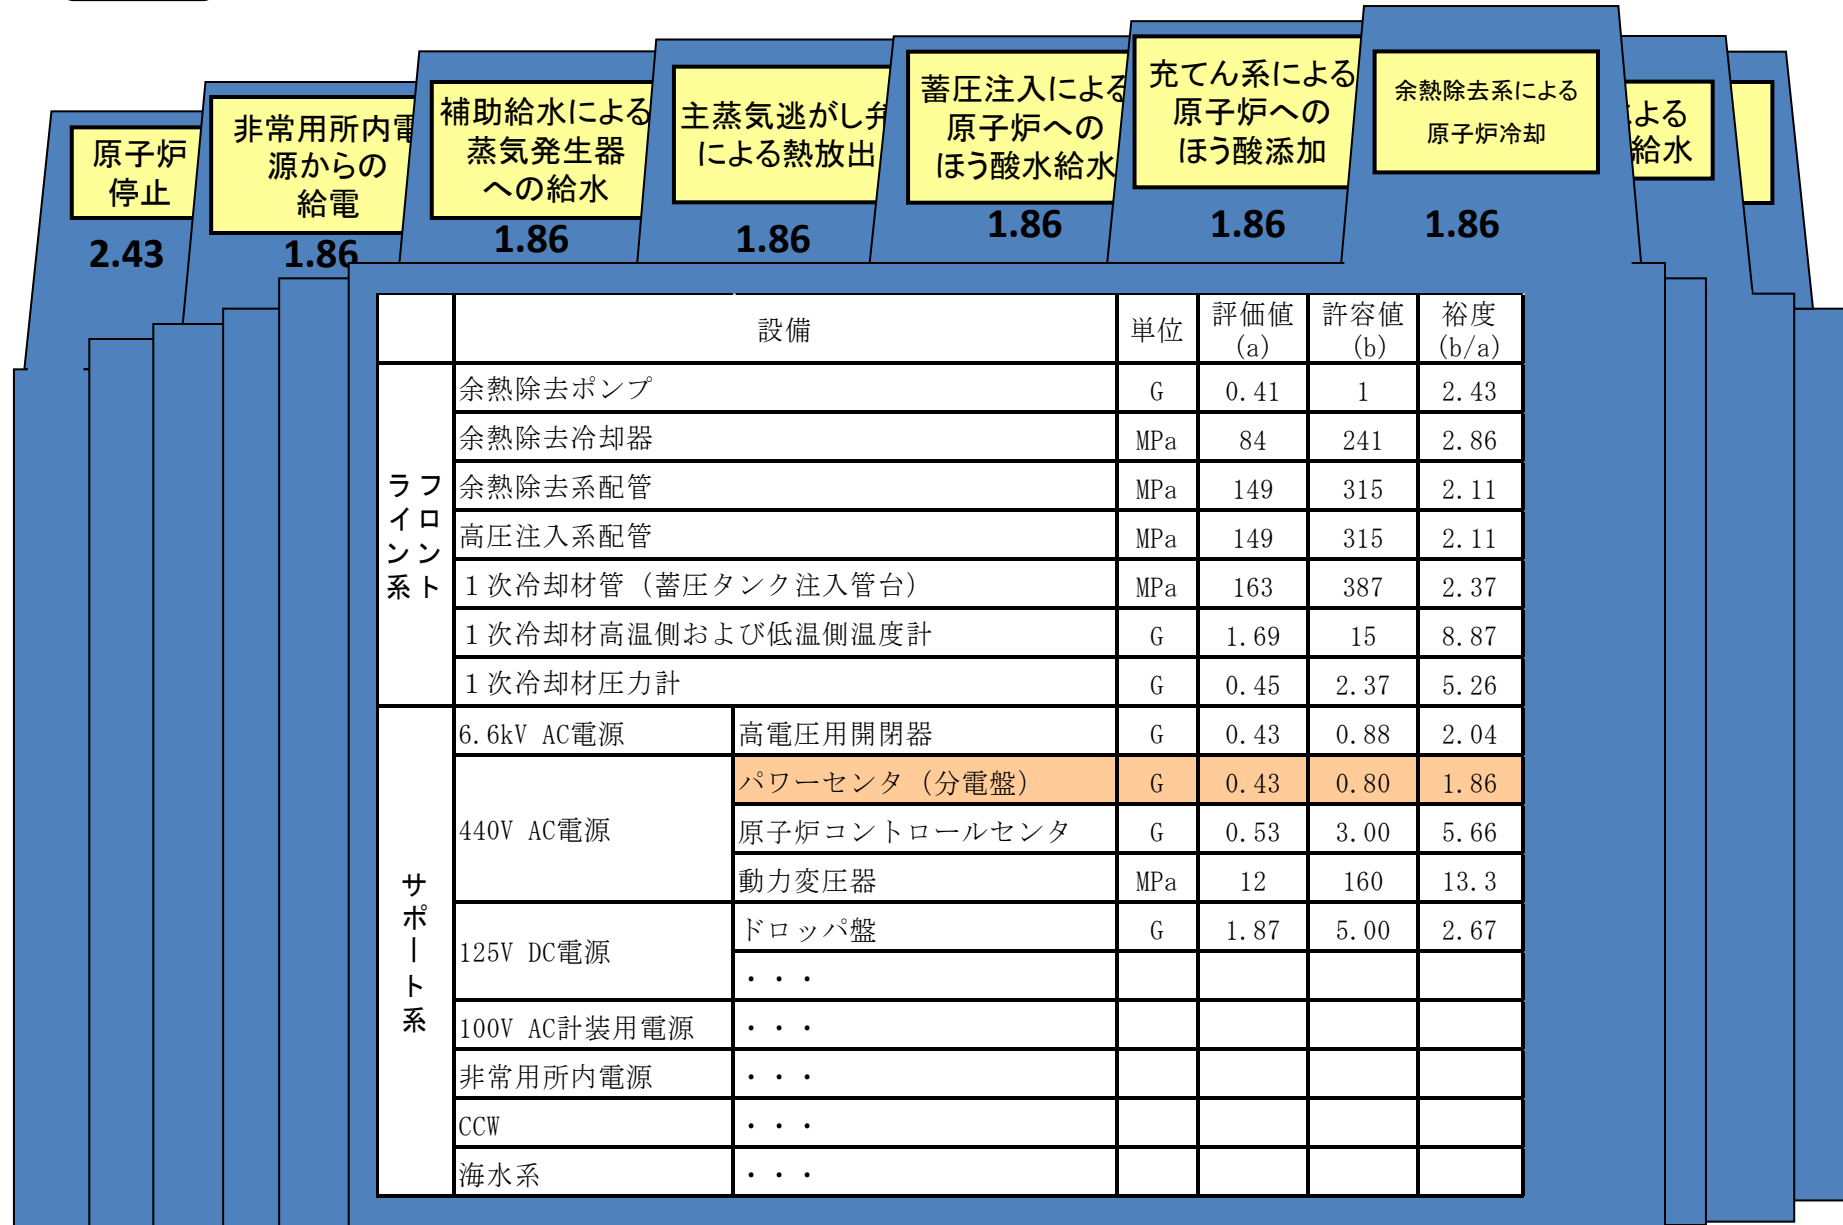 原子炉
停止
2.43
非常用所内電
源からの
給電
1.86
補助給水による
蒸気発生器
への給水
1.86
主蒸気逃がし弁
による熱放出
1.86
蓄圧注入による
原子炉への
ほう酸水給水
1.86
充てん系による
原子炉への
ほう酸添加
1.86
余熱除去系による
原子炉冷却
1.86
よる
給水
設備 単位 評価値(a) 許容値(b) 裕度(b/a)
フロントライン系
余熱除去ポンプ G 0.41 1 2.43
余熱除去冷却器 MPa 84 241 2.86
余熱除去系配管 MPa 149 315 2.11
高圧注入系配管 MPa 149 315 2.11
１次冷却材管（蓄圧タンク注入管台） MPa 163 387 2.37
１次冷却材高温側および低温側温度計 G 1.69 15 8.87
１次冷却材圧力計 G 0.45 2.37 5.26
サポート系
6.6kV AC電源 高電圧用開閉器 G 0.43 0.88 2.04
440V AC電源 パワーセンタ（分電盤） G 0.43 0.80 1.86
原子炉コントロールセンタ G 0.53 3.00 5.66
動力変圧器 MPa 12 160 13.3
125V DC電源 ドロッパ盤 G 1.87 5.00 2.67
・・・
100V AC計装用電源 ・・・
非常用所内電源 ・・・
CCW ・・・
海水系 ・・・